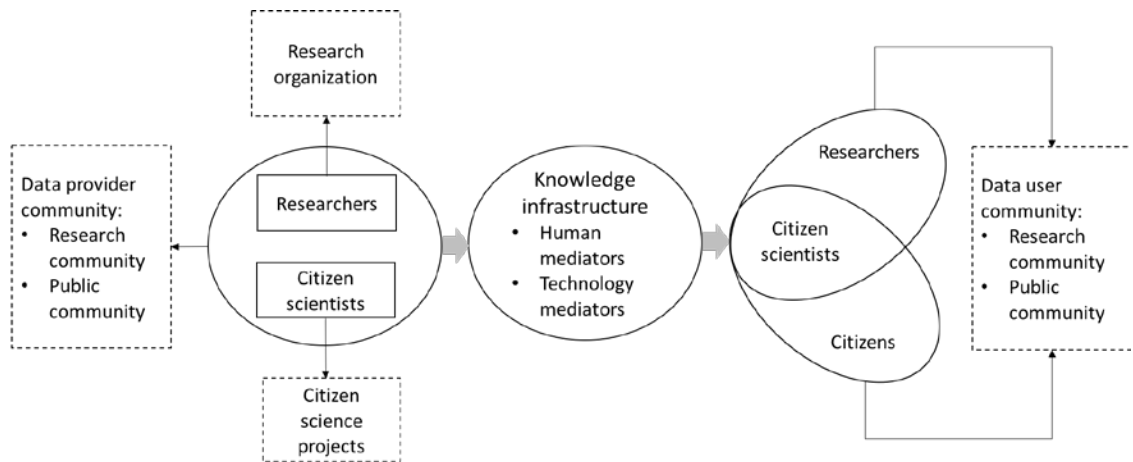 Research
organization
Data provider
community:
• Research
community
• Public
community
Researchers
Citizen
scientists
Citizen
science
projects
Knowledge
infrastructure
• Human
mediators
• Technology
mediators
Researchers
Citizen
scientists
Citizens
Data user
community:
• Research
community
• Public
community